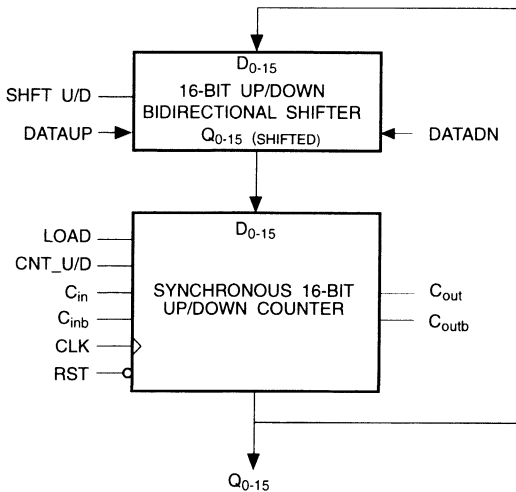 D0-15
16-BIT UP/DOWN
BIDIRECTIONAL SHIFTER
Q0-15 (SHIFTED)
SHFT U/D
DATAUP
DATADN
D0-15
SYNCHRONOUS 16-BIT
UP/DOWN COUNTER
LOAD
CNT_U/D
Cin
Cinb
CLK
RST
Cout
Coutb
Q0-15